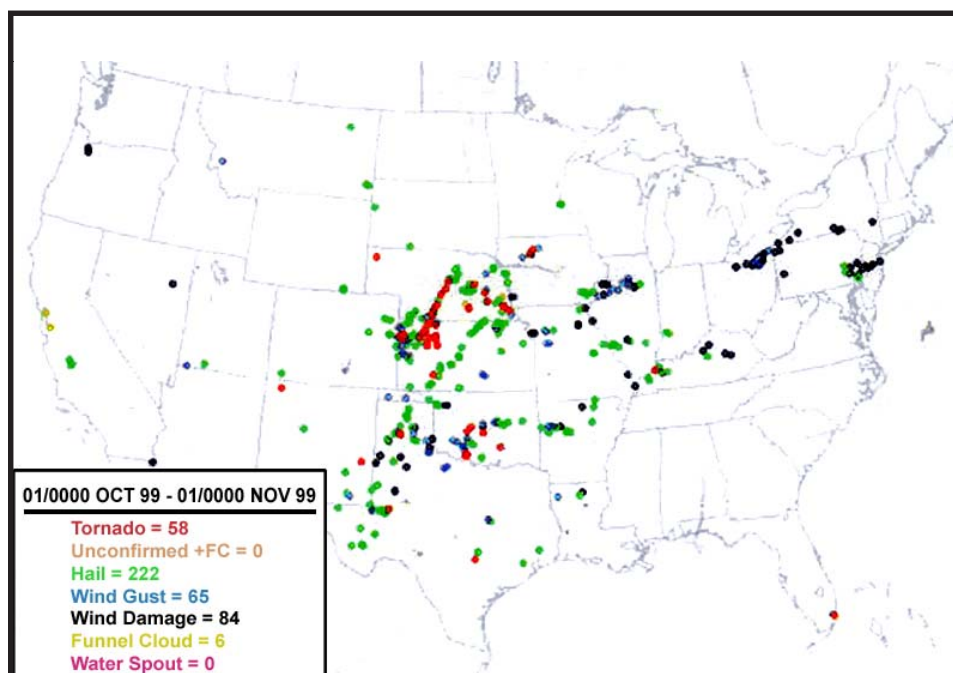 01/0000 OCT 99 - 01/0000 NOV 99
Tornado = 58
Unconfirmed +FC = 0
Hail = 222
Wind Gust = 65
Wind Damage = 84
Funnel Cloud = 6
Water Spout = 0